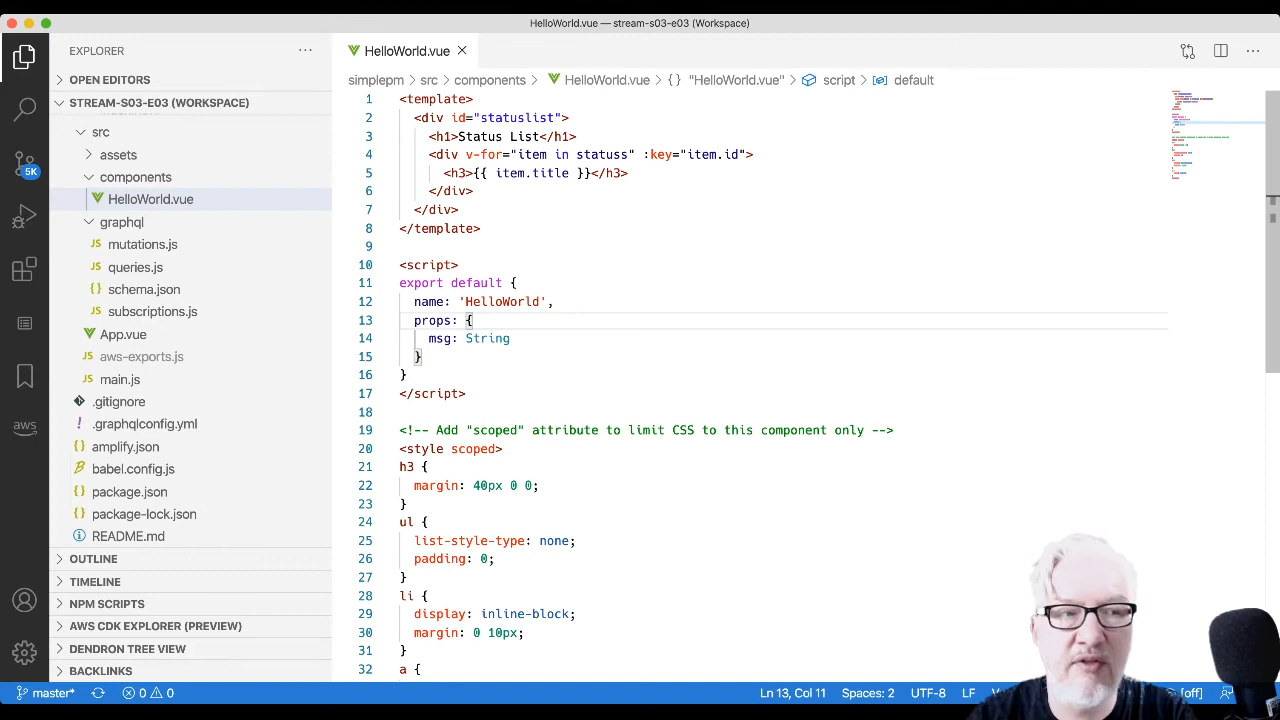 HelloWorld.vue — stream-s03-e03 (Workspace)
EXPLORER
OPEN EDITORS
STREAM-S03-E03 (WORKSPACE)
src
assets
components
HelloWorld.vue
graphql
JS mutations.js
JS queries.js
{} schema.json
JS subscriptions.js
App.vue
JS aws-exports.js
JS main.js
.gitignore
! .graphqlconfig.yml
{} amplify.json
babel.config.js
{} package.json
{} package-lock.json
README.md
OUTLINE
TIMELINE
NPM SCRIPTS
AWS CDK EXPLORER (PREVIEW)
DENDRON TREE VIEW
BACKLINKS
5K
aws
HelloWorld.vue
simplepm > src > components > HelloWorld.vue > {} "HelloWorld.vue" > script > default
1 <template>
2 <div id="statuslist">
3 <h1>Status List</h1>
4 <div v-for="item in statuss" :key="item.id">
5 <h3>{{ item.title }}</h3>
6 </div>
7 </div>
8 </template>
9
10 <script>
11 export default {
12 name: 'HelloWorld',
13 props: {
14 msg: String
15 }
16 }
17 </script>
18
19 <!-- Add "scoped" attribute to limit CSS to this component only -->
20 <style scoped>
21 h3 {
22 margin: 40px 0 0;
23 }
24 ul {
25 list-style-type: none;
26 padding: 0;
27 }
28 li {
29 display: inline-block;
30 margin: 0 10px;
31 }
32 a {
master* 0 0 Ln 13, Col 11 Spaces: 2 UTF-8 LF [off]